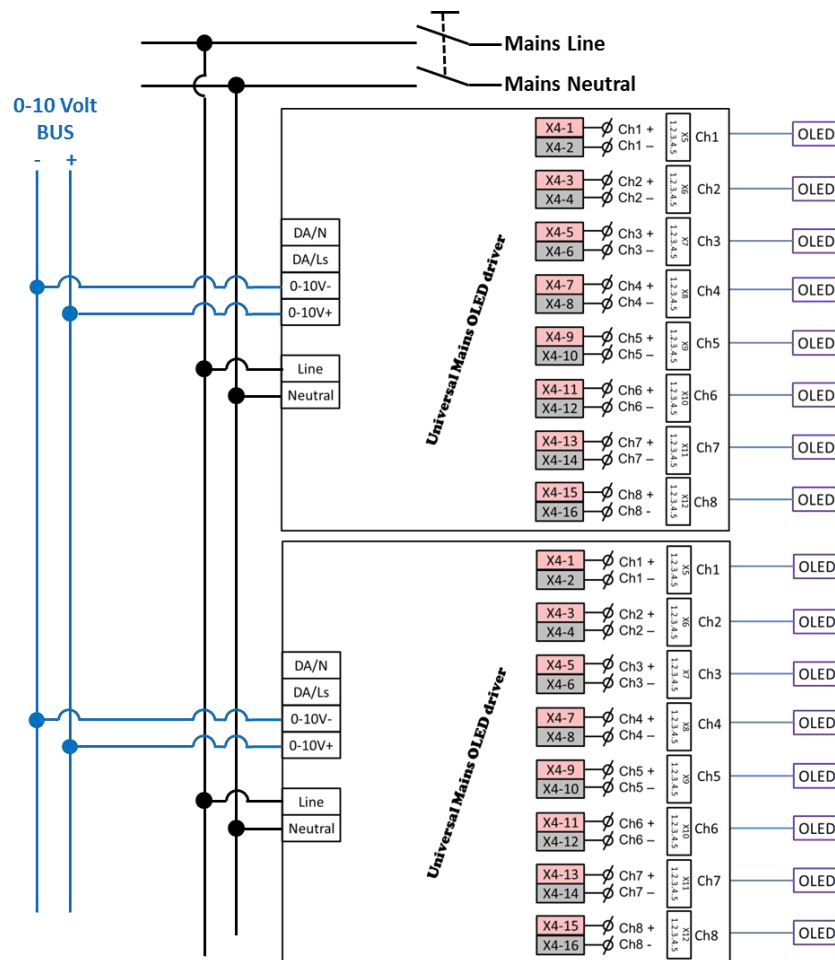 Mains Line
Mains Neutral
0-10 Volt
BUS
- +
X4-1 Ch1 +
X4-2 Ch1 –
1.2.3.4.5 X5 Ch1 OLED
X4-3 Ch2 +
X4-4 Ch2 –
1.2.3.4.5 X6 Ch2 OLED
X4-5 Ch3 +
X4-6 Ch3 –
1.2.3.4.5 X7 Ch3 OLED
X4-7 Ch4 +
X4-8 Ch4 –
1.2.3.4.5 X8 Ch4 OLED
X4-9 Ch5 +
X4-10 Ch5 –
1.2.3.4.5 X9 Ch5 OLED
X4-11 Ch6 +
X4-12 Ch6 –
1.2.3.4.5 X10 Ch6 OLED
X4-13 Ch7 +
X4-14 Ch7 –
1.2.3.4.5 X11 Ch7 OLED
X4-15 Ch8 +
X4-16 Ch8 -
1.2.3.4.5 X12 Ch8 OLED
DA/N
DA/Ls
0-10V-
0-10V+
Line
Neutral
Universal Mains OLED driver
X4-1 Ch1 +
X4-2 Ch1 –
1.2.3.4.5 X5 Ch1 OLED
X4-3 Ch2 +
X4-4 Ch2 –
1.2.3.4.5 X6 Ch2 OLED
X4-5 Ch3 +
X4-6 Ch3 –
1.2.3.4.5 X7 Ch3 OLED
X4-7 Ch4 +
X4-8 Ch4 –
1.2.3.4.5 X8 Ch4 OLED
X4-9 Ch5 +
X4-10 Ch5 –
1.2.3.4.5 X9 Ch5 OLED
X4-11 Ch6 +
X4-12 Ch6 –
1.2.3.4.5 X10 Ch6 OLED
X4-13 Ch7 +
X4-14 Ch7 –
1.2.3.4.5 X11 Ch7 OLED
X4-15 Ch8 +
X4-16 Ch8 -
1.2.3.4.5 X12 Ch8 OLED
DA/N
DA/Ls
0-10V-
0-10V+
Line
Neutral
Universal Mains OLED driver